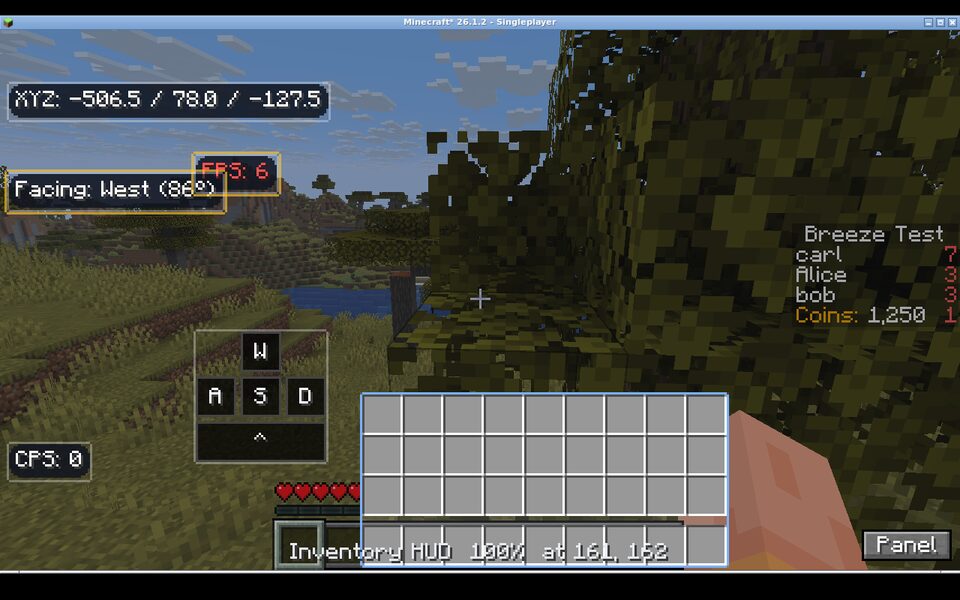 Minecraft* 26.1.2 - Singleplayer
XYZ: -506.5 / 78.0 / -127.5
FPS: 6
Facing: West (86°)
Breeze Test
carl 7
Alice 3
bob 3
Coins: 1,250 1
W
A S D
^
CPS: 0
Inventory HUD 100% at 161, 162
Panel